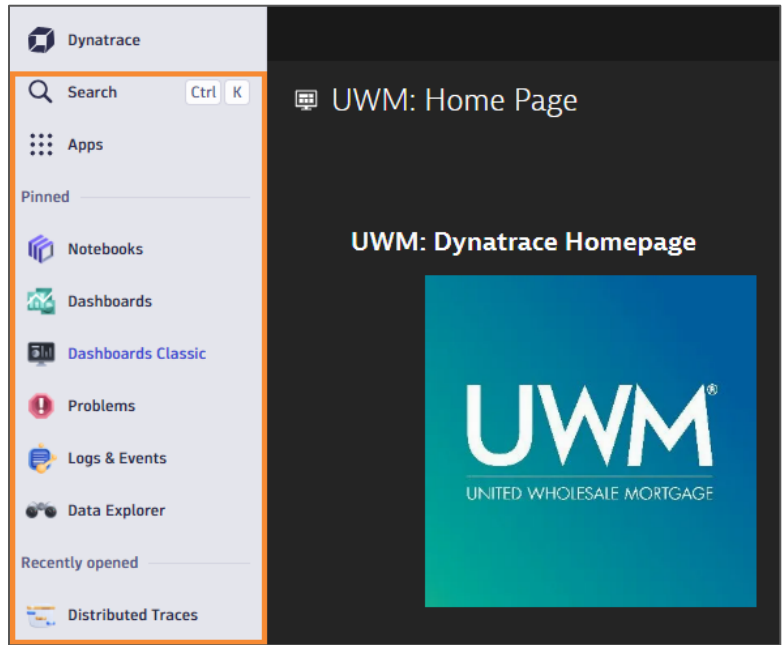 Dynatrace
Search Ctrl K
Apps
Pinned
Notebooks
Dashboards
Dashboards Classic
Problems
Logs & Events
Data Explorer
Recently opened
Distributed Traces
UWM: Home Page
UWM: Dynatrace Homepage
UWM®
UNITED WHOLESALE MORTGAGE